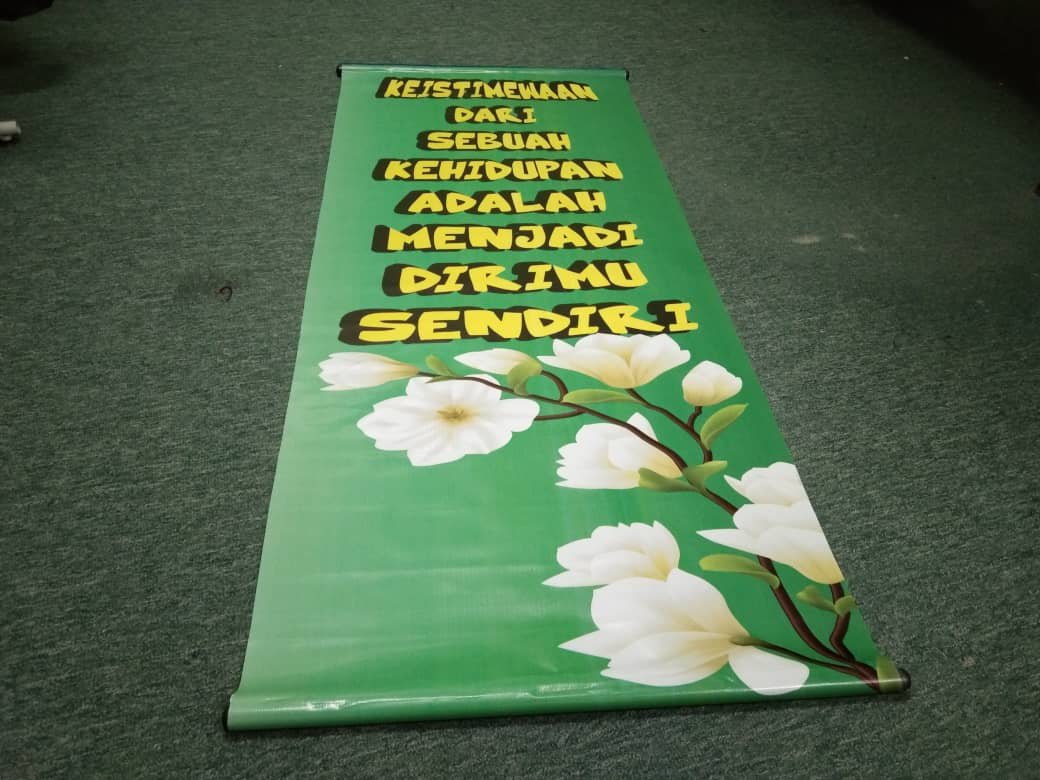 KEISTIMEWAAN
DARI
SEBUAH
KEHIDUPAN
ADALAH
MENJADI
DIRIMU
SENDIRI